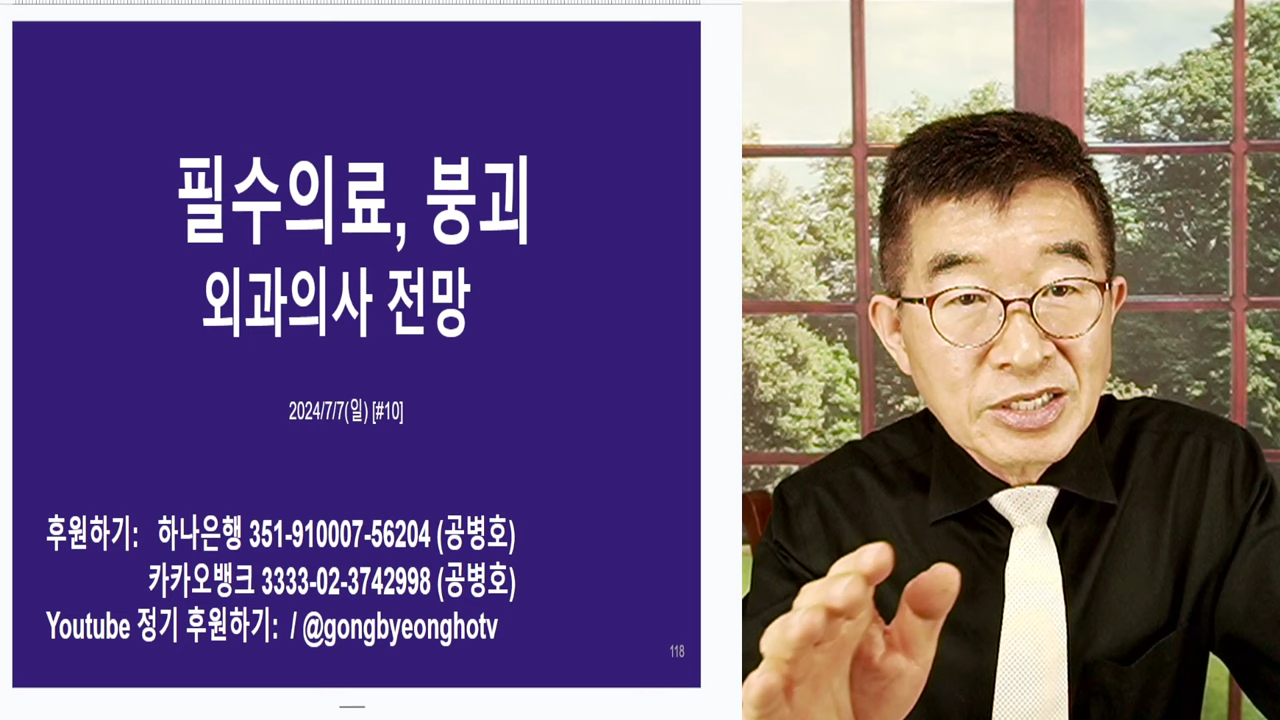 필수의료, 붕괴
외과의사 전망
2024/7/7(일) [#10]
후원하기: 하나은행 351-910007-56204 (공병호)
카카오뱅크 3333-02-3742998 (공병호)
Youtube 정기 후원하기: / @gongbyeonghotv
118